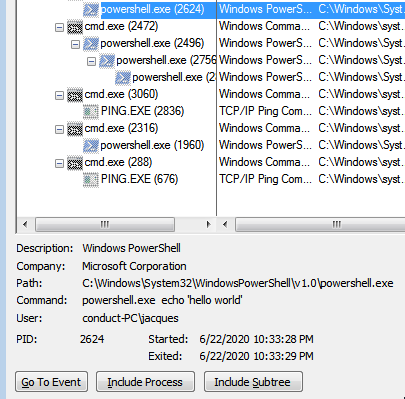 powershell.exe (2624) Windows PowerS... C:\Windows\Syst...
cmd.exe (2472) Windows Comma... C:\Windows\syst...
powershell.exe (2496) Windows PowerS... C:\Windows\Syst...
powershell.exe (2756 Windows PowerS... C:\Windows\Syst...
powershell.exe (2 Windows PowerS... C:\Windows\Syst...
cmd.exe (3060) Windows Comma... C:\Windows\syst...
PING.EXE (2836) TCP/IP Ping Com... C:\Windows\syst...
cmd.exe (2316) Windows Comma... C:\Windows\syst...
powershell.exe (1960) Windows PowerS... C:\Windows\Syst...
cmd.exe (288) Windows Comma... C:\Windows\syst...
PING.EXE (676) TCP/IP Ping Com... C:\Windows\syst...
Description: Windows PowerShell
Company: Microsoft Corporation
Path: C:\Windows\System32\WindowsPowerShell\v1.0\powershell.exe
Command: powershell.exe echo 'hello world'
User: conduct-PC\jacques
PID: 2624 Started: 6/22/2020 10:33:28 PM
Exited: 6/22/2020 10:33:29 PM
Go To Event Include Process Include Subtree